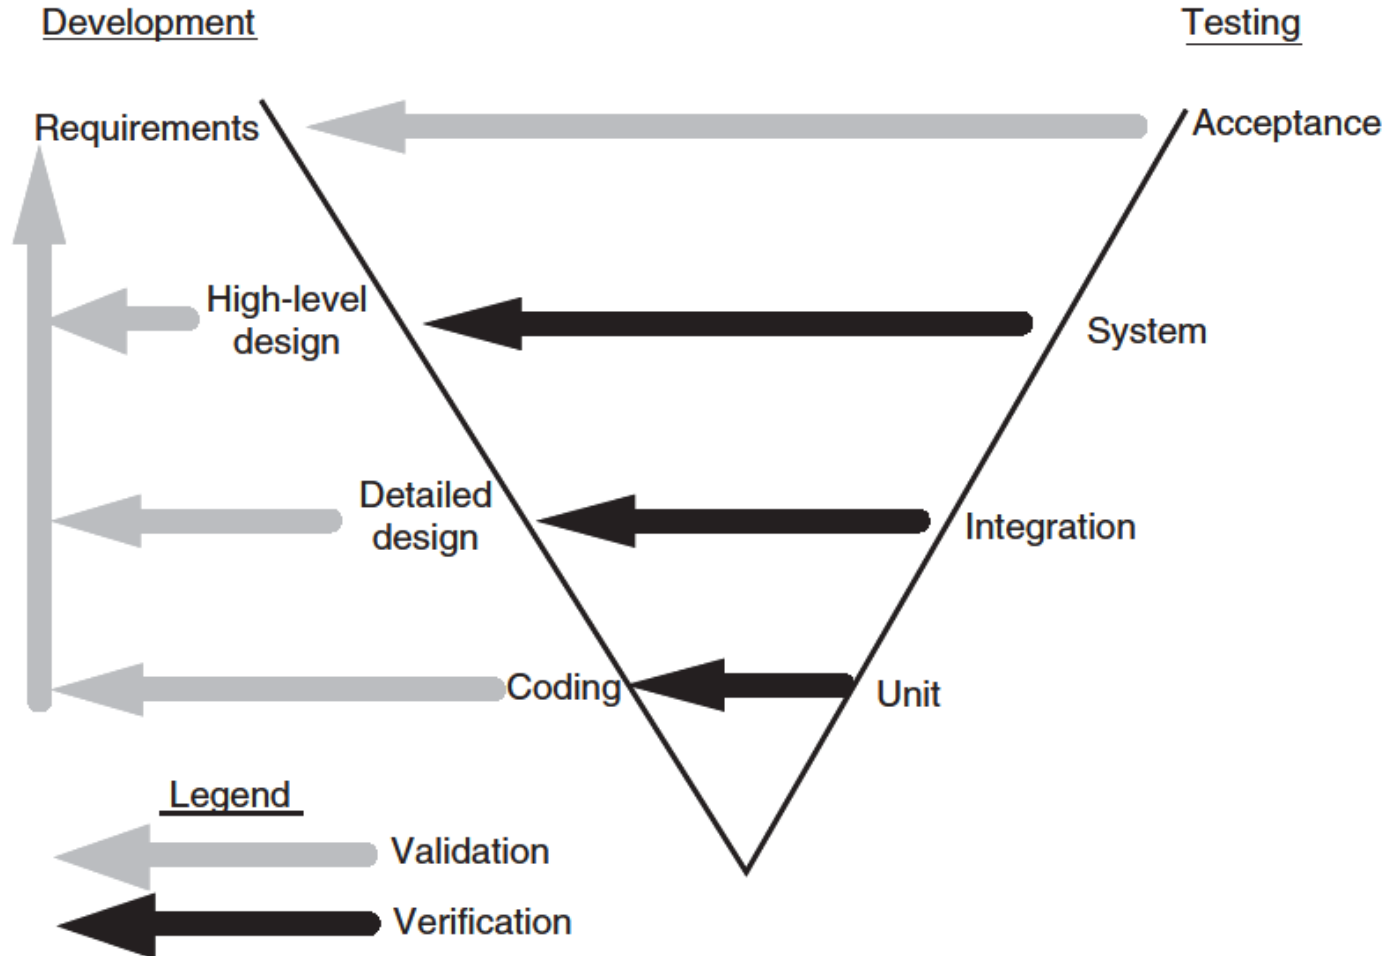 Development
Testing
Requirements
Acceptance
High-level
design
System
Detailed
design
Integration
Coding
Unit
Legend
Validation
Verification